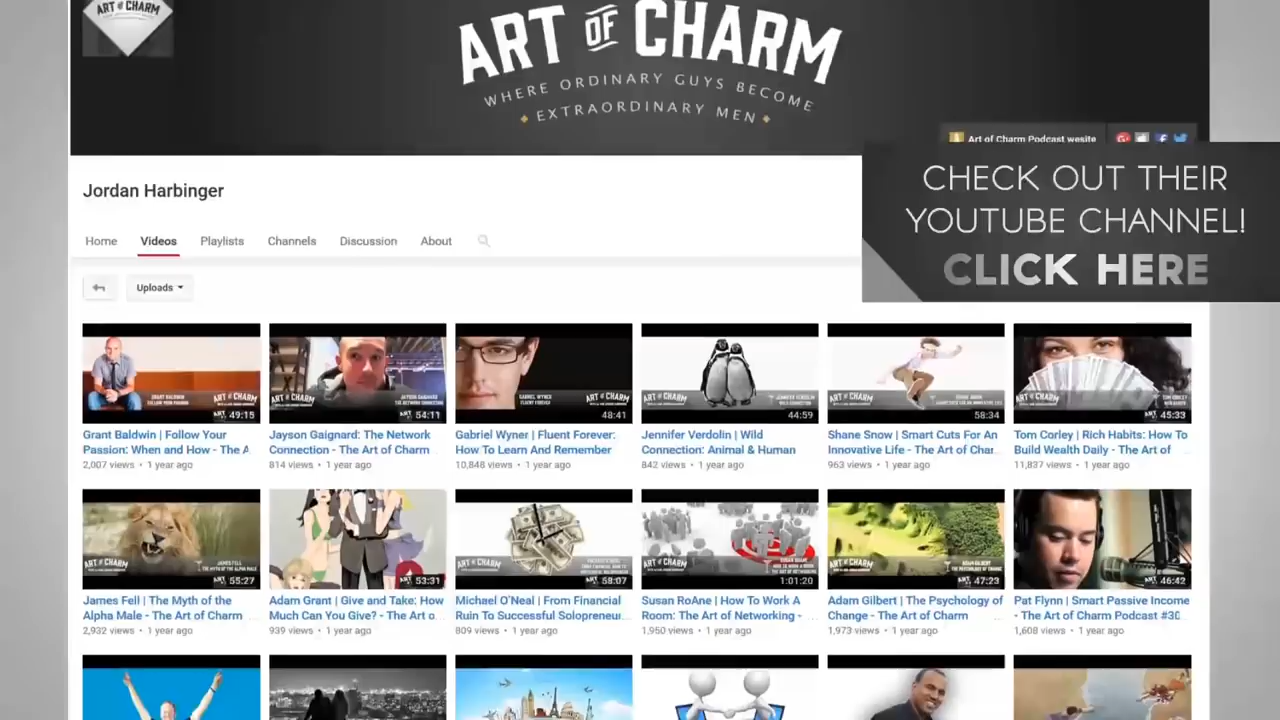 ART OF CHARM
ART OF CHARM
WHERE ORDINARY GUYS BECOME
EXTRAORDINARY MEN
Art of Charm Podcast wesite
CHECK OUT THEIR
YOUTUBE CHANNEL!
CLICK HERE
Jordan Harbinger
Home Videos Playlists Channels Discussion About
Uploads
49:15 54:11 48:41 44:59 58:34 45:33
Grant Baldwin | Follow Your
Passion: When and How - The A
2,007 views • 1 year ago
Jayson Gaignard: The Network
Connection - The Art of Charm
814 views • 1 year ago
Gabriel Wyner | Fluent Forever:
How To Learn And Remember
10,848 views • 1 year ago
Jennifer Verdolin | Wild
Connection: Animal & Human
842 views • 1 year ago
Shane Snow | Smart Cuts For An
Innovative Life - The Art of Char
963 views • 1 year ago
Tom Corley | Rich Habits: How To
Build Wealth Daily - The Art of
11,837 views • 1 year ago
55:27 53:31 58:07 1:01:20 47:23 46:42
James Fell | The Myth of the
Alpha Male - The Art of Charm
2,932 views • 1 year ago
Adam Grant | Give and Take: How
Much Can You Give? - The Art o
939 views • 1 year ago
Michael O'Neal | From Financial
Ruin To Successful Solopreneur
809 views • 1 year ago
Susan RoAne | How To Work A
Room: The Art of Networking -
1,950 views • 1 year ago
Adam Gilbert | The Psychology of
Change - The Art of Charm
1,973 views • 1 year ago
Pat Flynn | Smart Passive Income
- The Art of Charm Podcast #30
1,608 views • 1 year ago